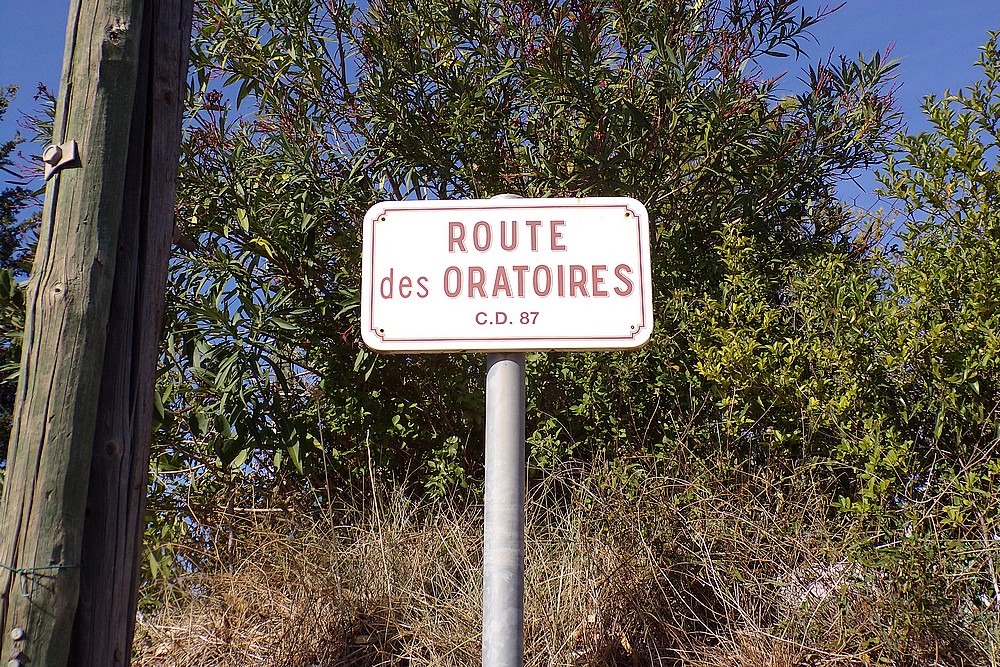 ROUTE
des ORATOIRES
C.D. 87